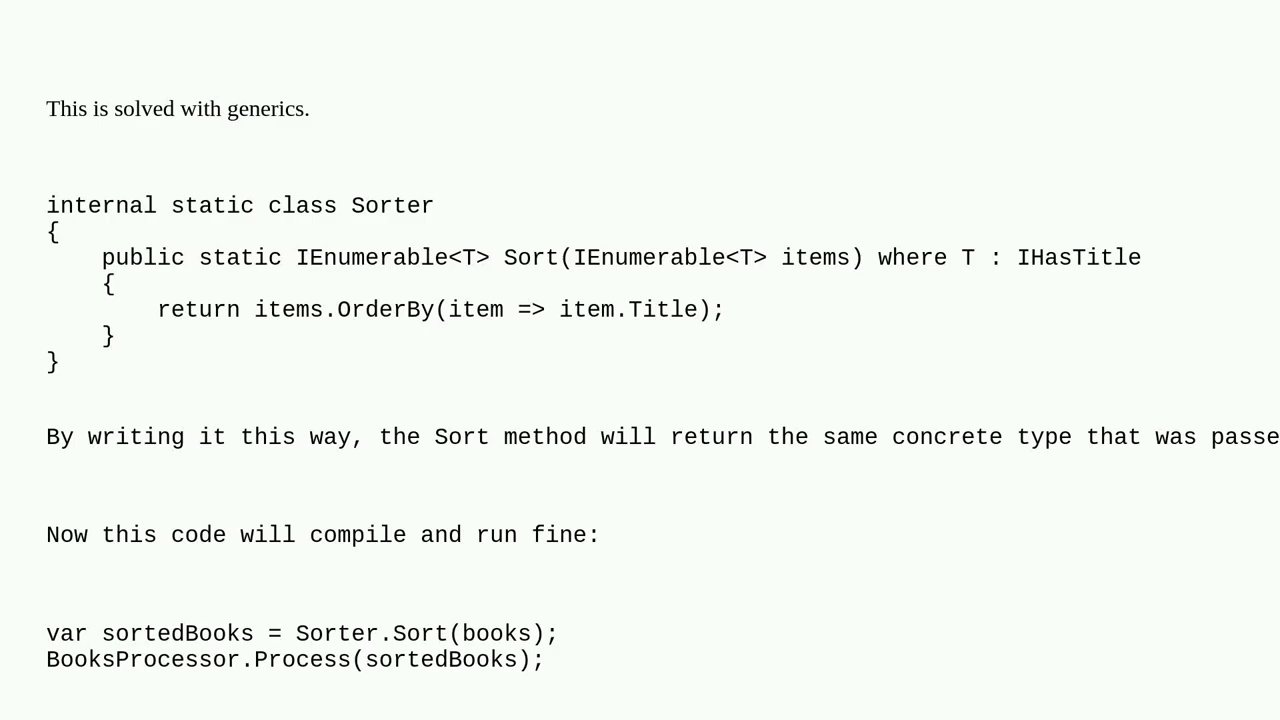 This is solved with generics.
internal static class Sorter
{
    public static IEnumerable<T> Sort(IEnumerable<T> items) where T : IHasTitle
    {
        return items.OrderBy(item => item.Title);
    }
}
By writing it this way, the Sort method will return the same concrete type that was passe
Now this code will compile and run fine:
var sortedBooks = Sorter.Sort(books);
BooksProcessor.Process(sortedBooks);